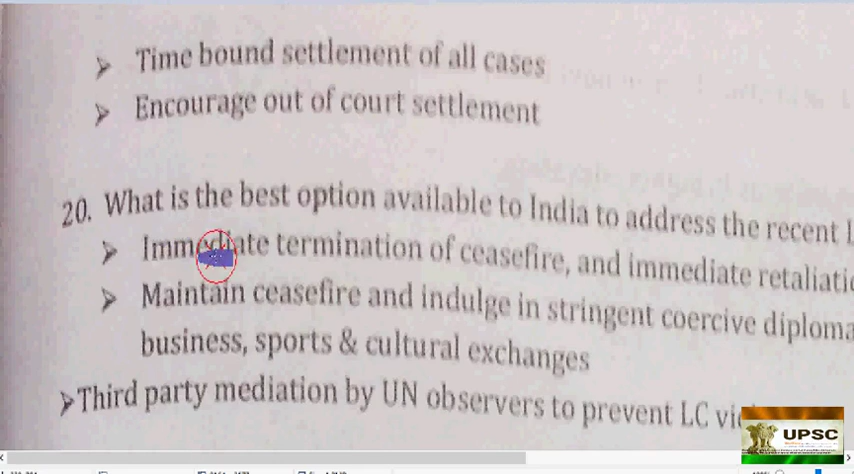 ➤ Time bound settlement of all cases
➤ Encourage out of court settlement
20. What is the best option available to India to address the recent
➤ Immediate termination of ceasefire, and immediate
➤ Maintain ceasefire and indulge in stringent coercive
business, sports & cultural exchanges
➤Third party mediation by UN observers to prevent LC
UPSC